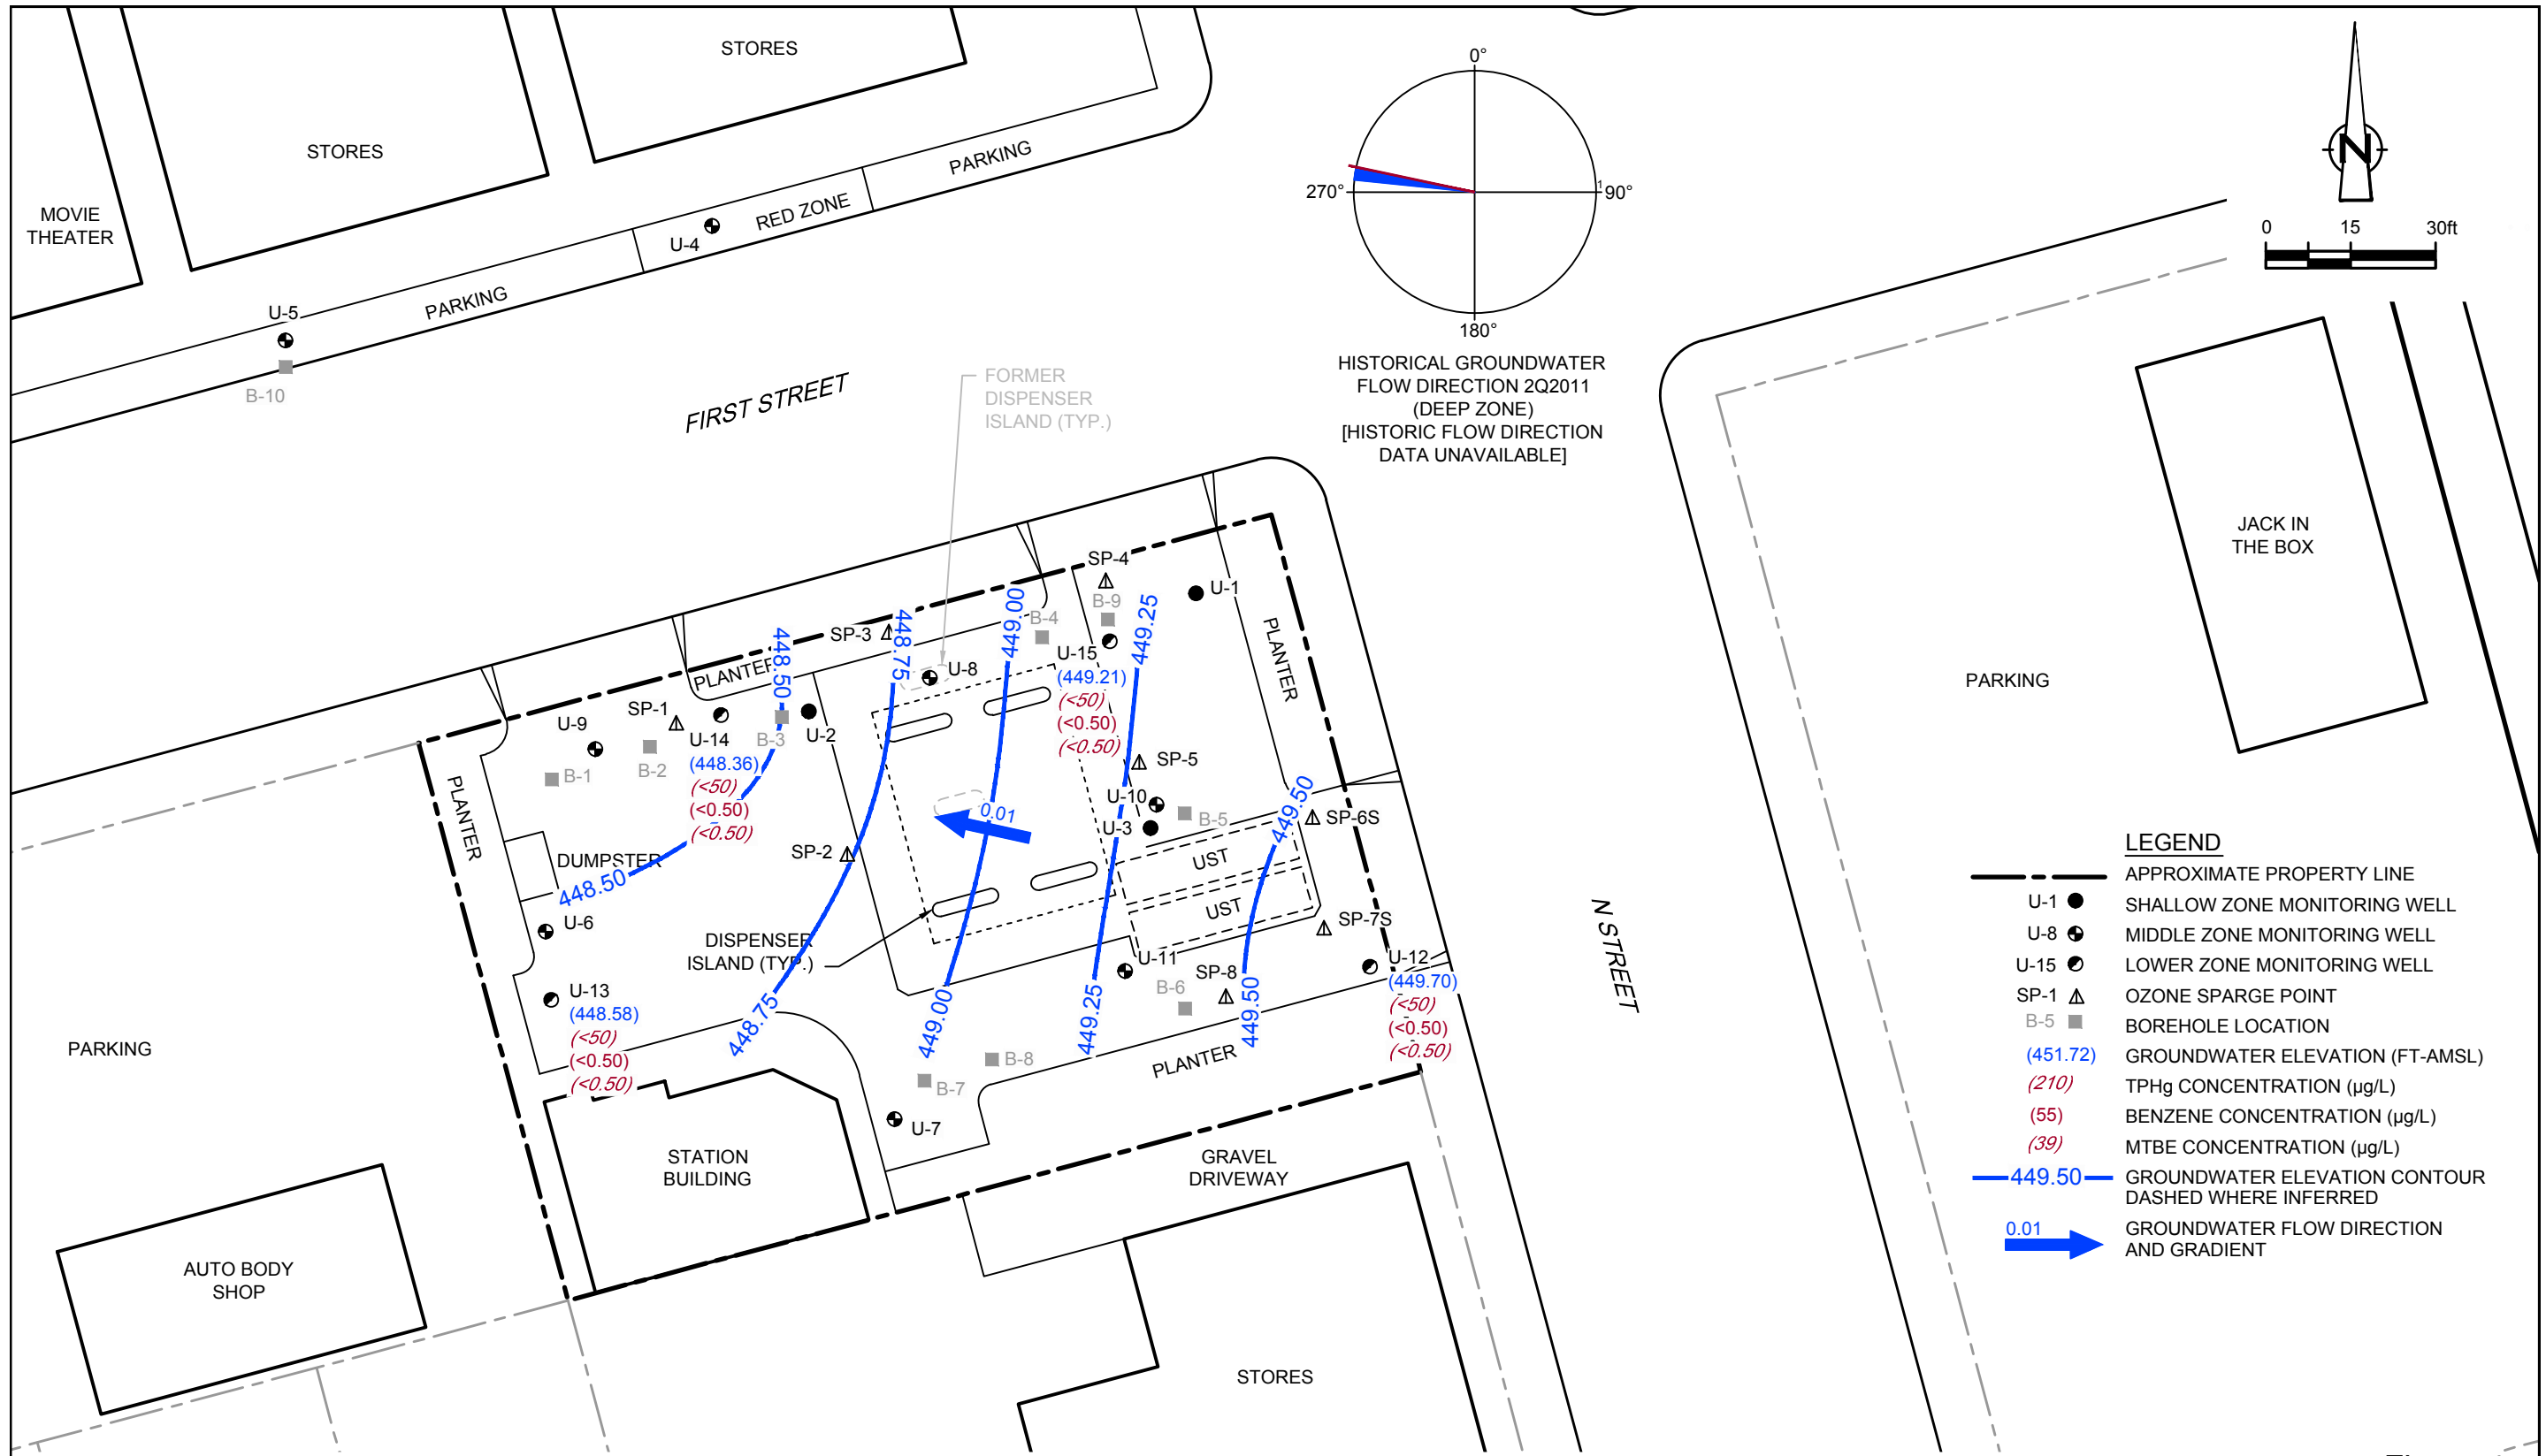 STORES
STORES
MOVIE
THEATER
PARKING
RED ZONE
U-4
PARKING
U-5
B-10
FIRST STREET
0°
270°
90°
180°
HISTORICAL GROUNDWATER
FLOW DIRECTION 2Q2011
(DEEP ZONE)
[HISTORIC FLOW DIRECTION
DATA UNAVAILABLE]
N
0 15 30ft
FORMER
DISPENSER
ISLAND (TYP.)
JACK IN
THE BOX
PARKING
SP-4
U-1
B-9
B-4
SP-3
448.50
448.75
449.00
449.25
PLANTER
PLANTER
U-8
U-15
(449.21)
(<50)
(<0.50)
(<0.50)
U-9
SP-1
U-14
(448.36)
(<50)
(<0.50)
(<0.50)
B-3
U-2
B-1
B-2
PLANTER
SP-5
U-10
B-5
U-3
449.50
SP-6S
0.01
SP-2
UST
UST
DUMPSTER
448.50
U-6
DISPENSER
ISLAND (TYP.)
SP-7S
U-11
SP-8
B-6
U-12
(449.70)
(<50)
(<0.50)
(<0.50)
N STREET
U-13
(448.58)
(<50)
(<0.50)
(<0.50)
448.75
449.00
449.25
449.50
PLANTER
B-8
B-7
U-7
PARKING
STATION
BUILDING
GRAVEL
DRIVEWAY
AUTO BODY
SHOP
STORES
LEGEND
APPROXIMATE PROPERTY LINE
U-1 SHALLOW ZONE MONITORING WELL
U-8 MIDDLE ZONE MONITORING WELL
U-15 LOWER ZONE MONITORING WELL
SP-1 OZONE SPARGE POINT
B-5 BOREHOLE LOCATION
(451.72) GROUNDWATER ELEVATION (FT-AMSL)
(210) TPHg CONCENTRATION (µg/L)
(55) BENZENE CONCENTRATION (µg/L)
(39) MTBE CONCENTRATION (µg/L)
449.50 GROUNDWATER ELEVATION CONTOUR
DASHED WHERE INFERRED
0.01 GROUNDWATER FLOW DIRECTION
AND GRADIENT